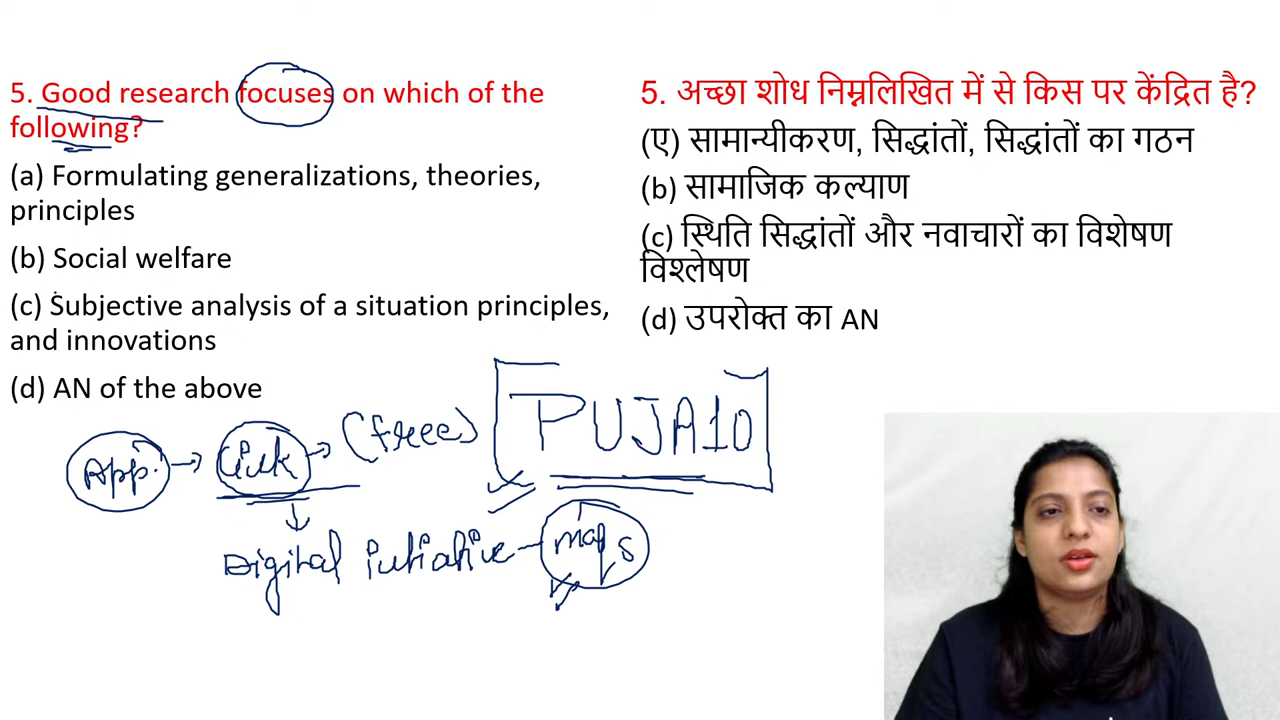 5. Good research focuses on which of the
following?
(a) Formulating generalizations, theories,
principles
(b) Social welfare
(c) Subjective analysis of a situation principles,
and innovations
(d) AN of the above
5. अच्छा शोध निम्नलिखित में से किस पर केंद्रित है?
(ए) सामान्यीकरण, सिद्धांतों, सिद्धांतों का गठन
(b) सामाजिक कल्याण
(c) स्थिति सिद्धांतों और नवाचारों का विशेषण
विश्लेषण
(d) उपरोक्त का AN
App. (free) PUJA10
Digital maps